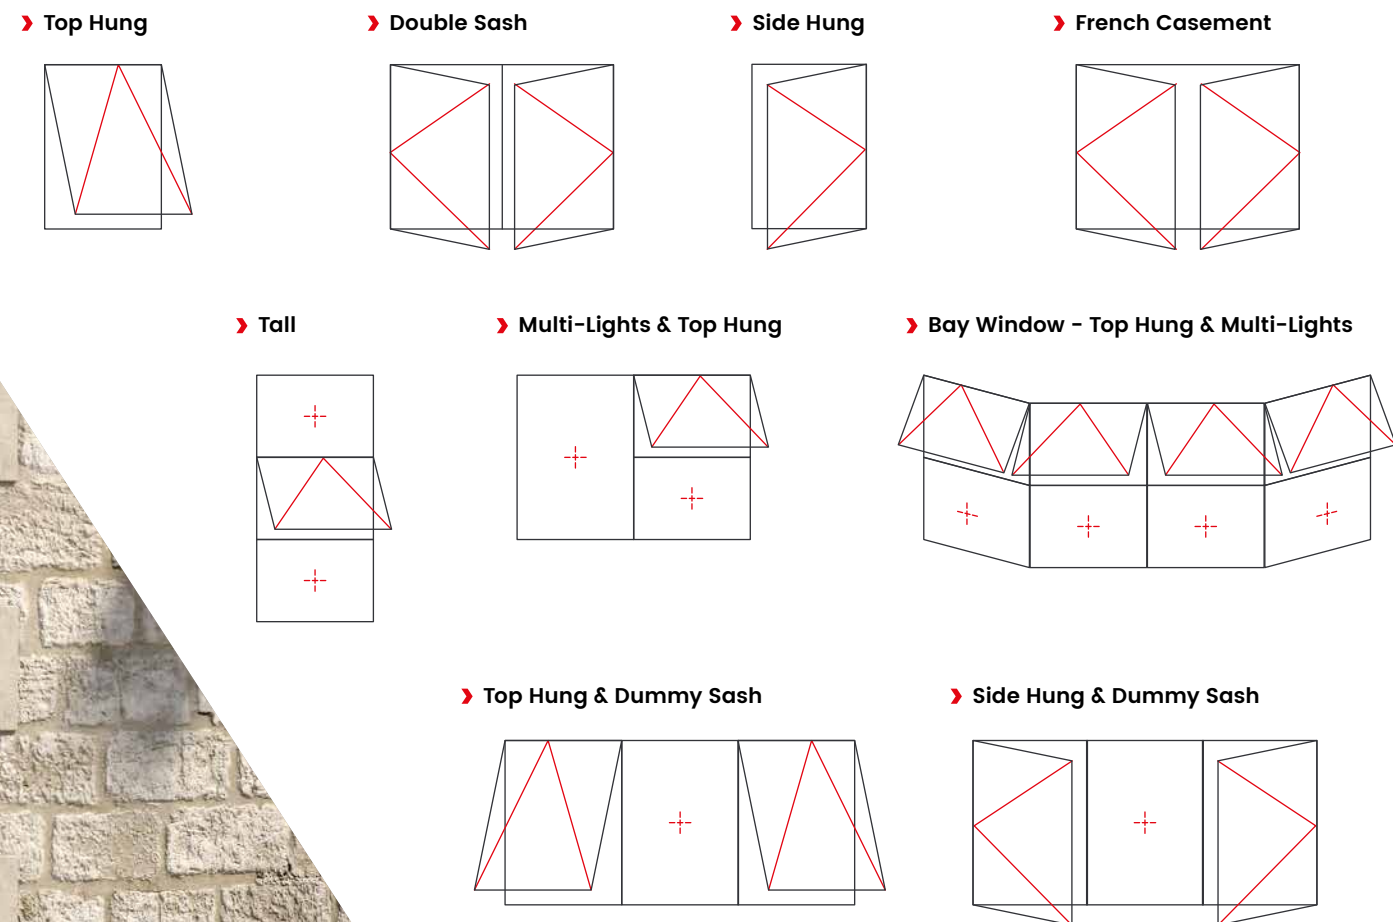 Top Hung
Double Sash
Side Hung
French Casement
Tall
Multi-Lights & Top Hung
Bay Window - Top Hung & Multi-Lights
Top Hung & Dummy Sash
Side Hung & Dummy Sash